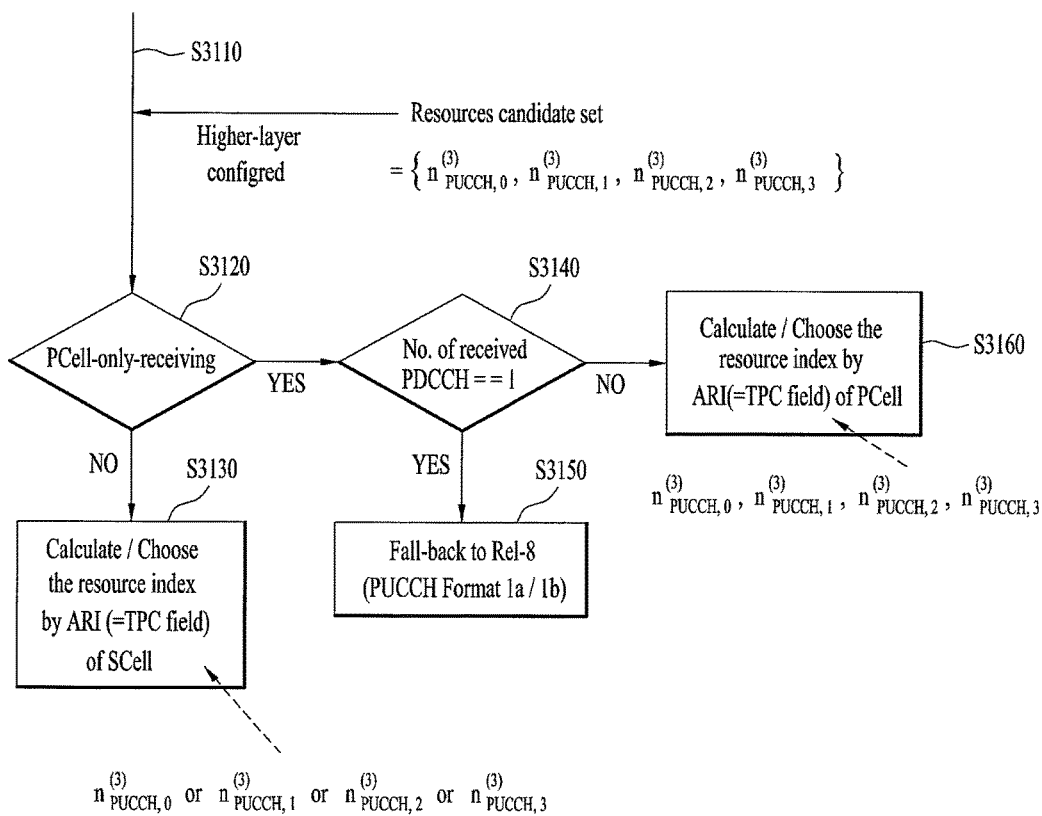 S3110
Resources candidate set
Higher-layer
configred
= { n^{(3)}_{PUCCH, 0} , n^{(3)}_{PUCCH, 1} , n^{(3)}_{PUCCH, 2} , n^{(3)}_{PUCCH, 3} }
S3120
PCell-only-receiving
YES
NO
S3140
No. of received
PDCCH == 1
NO
YES
Calculate / Choose the
resource index by
ARI(=TPC field) of PCell
S3160
n^{(3)}_{PUCCH, 0} , n^{(3)}_{PUCCH, 1} , n^{(3)}_{PUCCH, 2} , n^{(3)}_{PUCCH, 3}
S3130
Calculate / Choose
the resource index
by ARI (=TPC field)
of SCell
S3150
Fall-back to Rel-8
(PUCCH Format 1a / 1b)
n^{(3)}_{PUCCH, 0} or n^{(3)}_{PUCCH, 1} or n^{(3)}_{PUCCH, 2} or n^{(3)}_{PUCCH, 3}